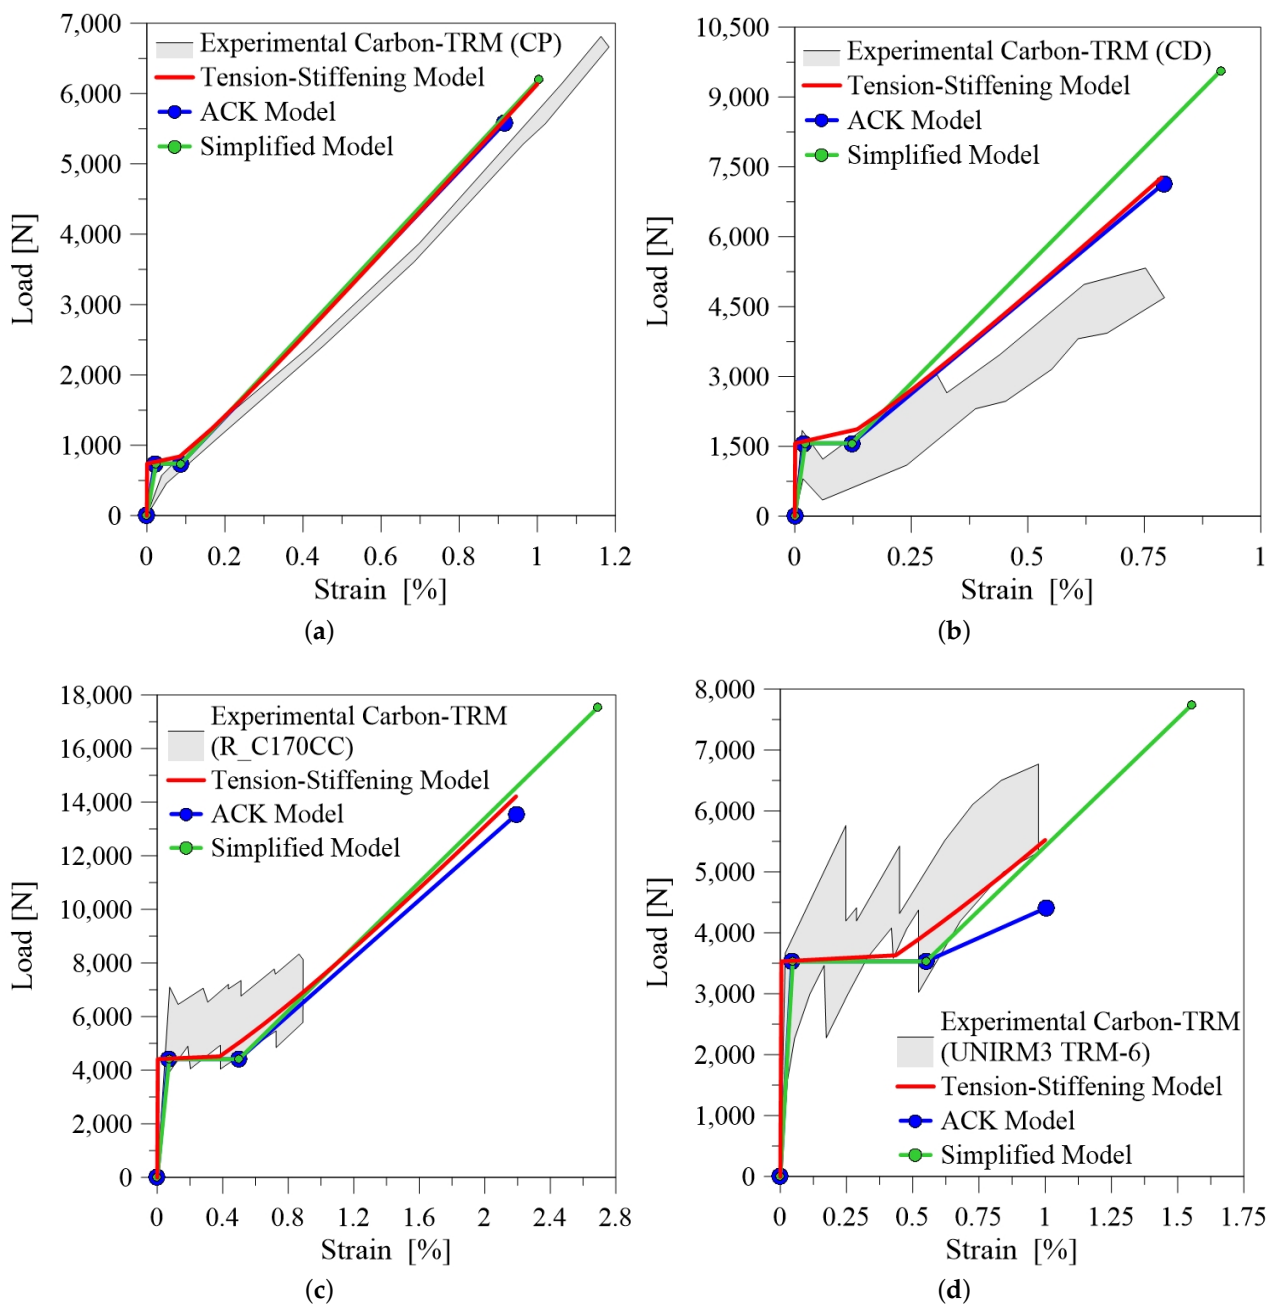 7,000
6,000
5,000
4,000
3,000
2,000
1,000
0
Load [N]
Experimental Carbon-TRM (CP)
Tension-Stiffening Model
ACK Model
Simplified Model
0 0.2 0.4 0.6 0.8 1 1.2
Strain [%]
(a)
10,500
9,000
7,500
6,000
4,500
3,000
1,500
0
Load [N]
Experimental Carbon-TRM (CD)
Tension-Stiffening Model
ACK Model
Simplified Model
0 0.25 0.5 0.75 1
Strain [%]
(b)
18,000
16,000
14,000
12,000
10,000
8,000
6,000
4,000
2,000
0
Load [N]
Experimental Carbon-TRM
(R_C170CC)
Tension-Stiffening Model
ACK Model
Simplified Model
0 0.4 0.8 1.2 1.6 2 2.4 2.8
Strain [%]
(c)
8,000
7,000
6,000
5,000
4,000
3,000
2,000
1,000
0
Load [N]
Experimental Carbon-TRM
(UNIRM3 TRM-6)
Tension-Stiffening Model
ACK Model
Simplified Model
0 0.25 0.5 0.75 1 1.25 1.5 1.75
Strain [%]
(d)